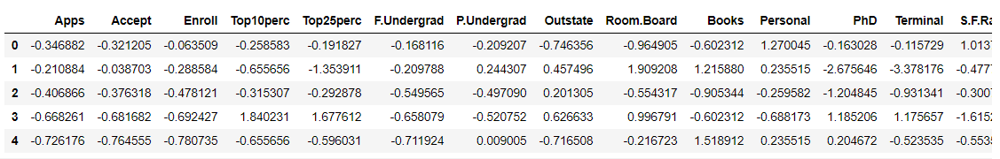 Apps Accept Enroll Top10perc Top25perc F.Undergrad P.Undergrad Outstate Room.Board Books Personal PhD Terminal S.F.Ra
0 -0.346882 -0.321205 -0.063509 -0.258583 -0.191827 -0.168116 -0.209207 -0.746356 -0.964905 -0.602312 1.270045 -0.163028 -0.115729 1.013
1 -0.210884 -0.038703 -0.288584 -0.655656 -1.353911 -0.209788 0.244307 0.457496 1.909208 1.215880 0.235515 -2.675646 -3.378176 -0.477
2 -0.406866 -0.376318 -0.478121 -0.315307 -0.292878 -0.549565 -0.497090 0.201305 -0.554317 -0.905344 -0.259582 -1.204845 -0.931341 -0.300
3 -0.668261 -0.681682 -0.692427 1.840231 1.677612 -0.658079 -0.520752 0.626633 0.996791 -0.602312 -0.688173 1.185206 1.175657 -1.615
4 -0.726176 -0.764555 -0.780735 -0.655656 -0.596031 -0.711924 0.009005 -0.716508 -0.216723 1.518912 0.235515 0.204672 -0.523535 -0.553